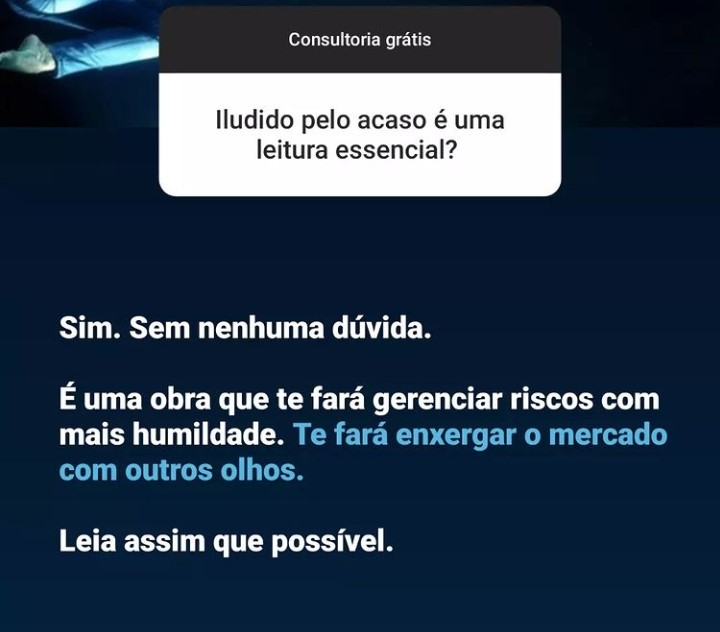 Consultoria grátis
Iludido pelo acaso é uma
leitura essencial?
Sim. Sem nenhuma dúvida.
É uma obra que te fará gerenciar riscos com
mais humildade. Te fará enxergar o mercado
com outros olhos.
Leia assim que possível.